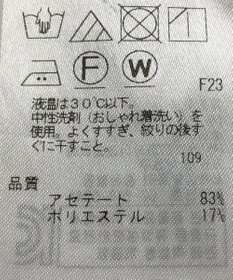 F
W
F23
液温は30℃以下。
中性洗剤(おしゃれ着洗い)を
使用。よくすすぎ、絞りの後す
ぐに干すこと。
109
品質
アセテート 83%
ポリエステル 17%